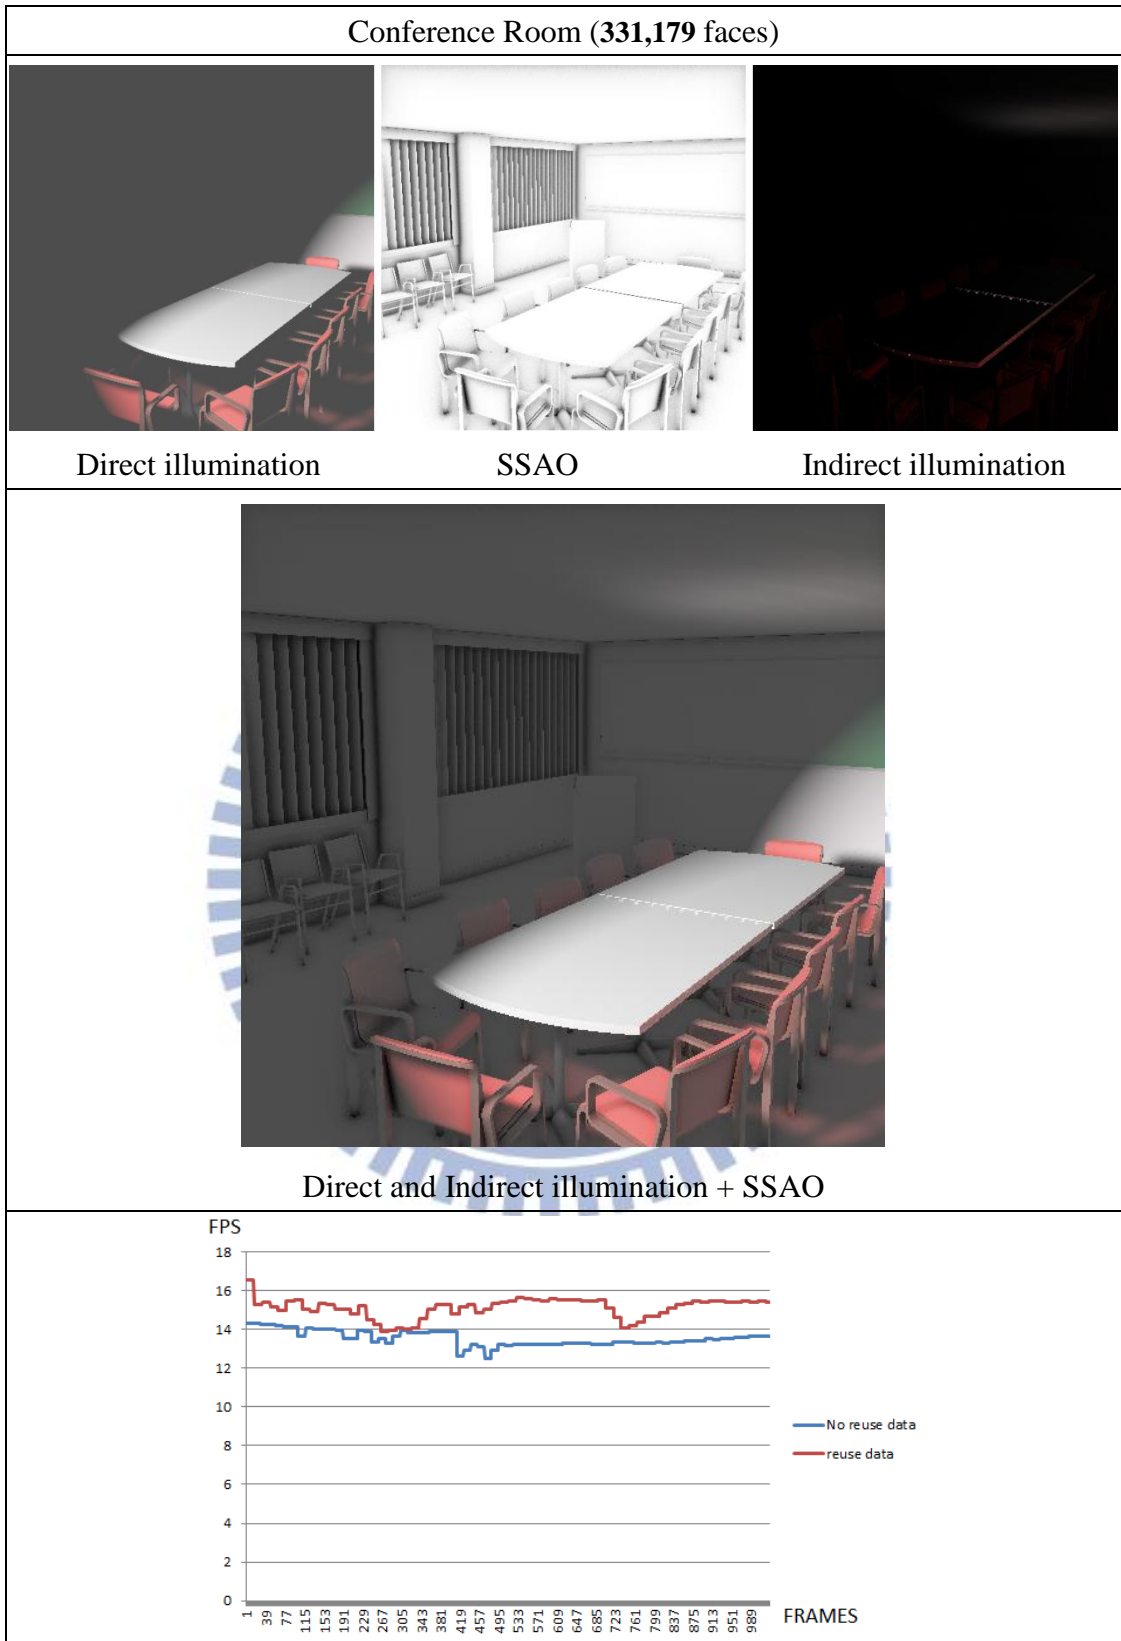 Conference Room (331,179 faces)
Direct illumination SSAO Indirect illumination
Direct and Indirect illumination + SSAO
FPS
18
16
14
12
10
8
6
4
2
0
No reuse data
reuse data
1 39 77 115 153 191 229 267 305 343 381 419 457 495 533 571 609 647 685 723 761 799 837 875 913 951 989
FRAMES